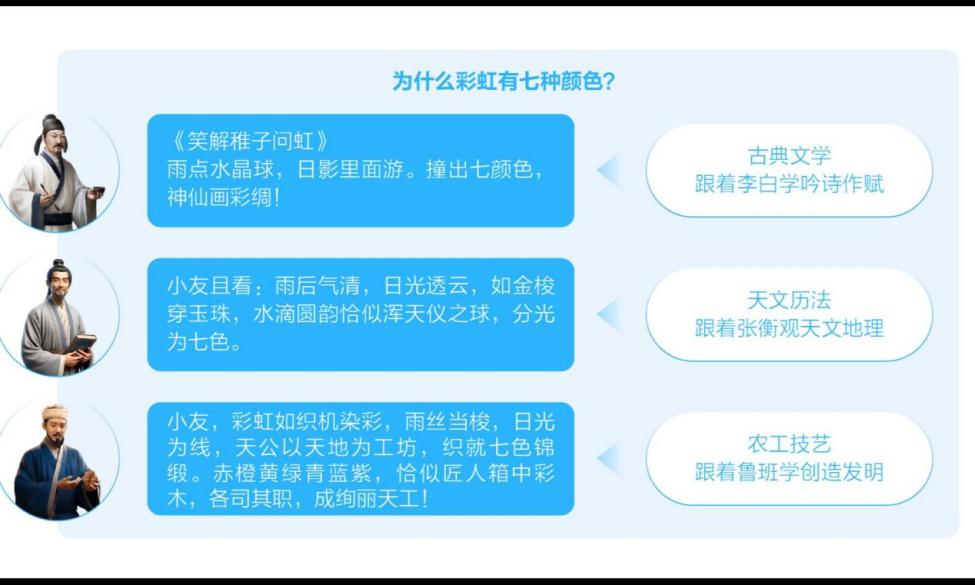 为什么彩虹有七种颜色?
《笑解稚子问虹》
雨点水晶球，日影里面游。撞出七颜色，
神仙画彩绸！
古典文学
跟着李白学吟诗作赋
小友且看：雨后气清，日光透云，如金梭
穿玉珠，水滴圆韵恰似浑天仪之球，分光
为七色。
天文历法
跟着张衡观天文地理
小友，彩虹如织机染彩，雨丝当梭，日光
为线，天公以天地为工坊，织就七色锦
缎。赤橙黄绿青蓝紫，恰似匠人箱中彩
木，各司其职，成绚丽天工！
农工技艺
跟着鲁班学创造发明